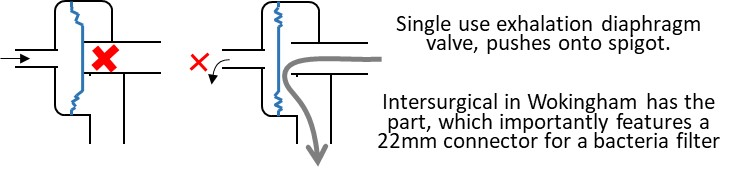 Single use exhalation diaphragm
valve, pushes onto spigot.
Intersurgical in Wokingham has the
part, which importantly features a
22mm connector for a bacteria filter